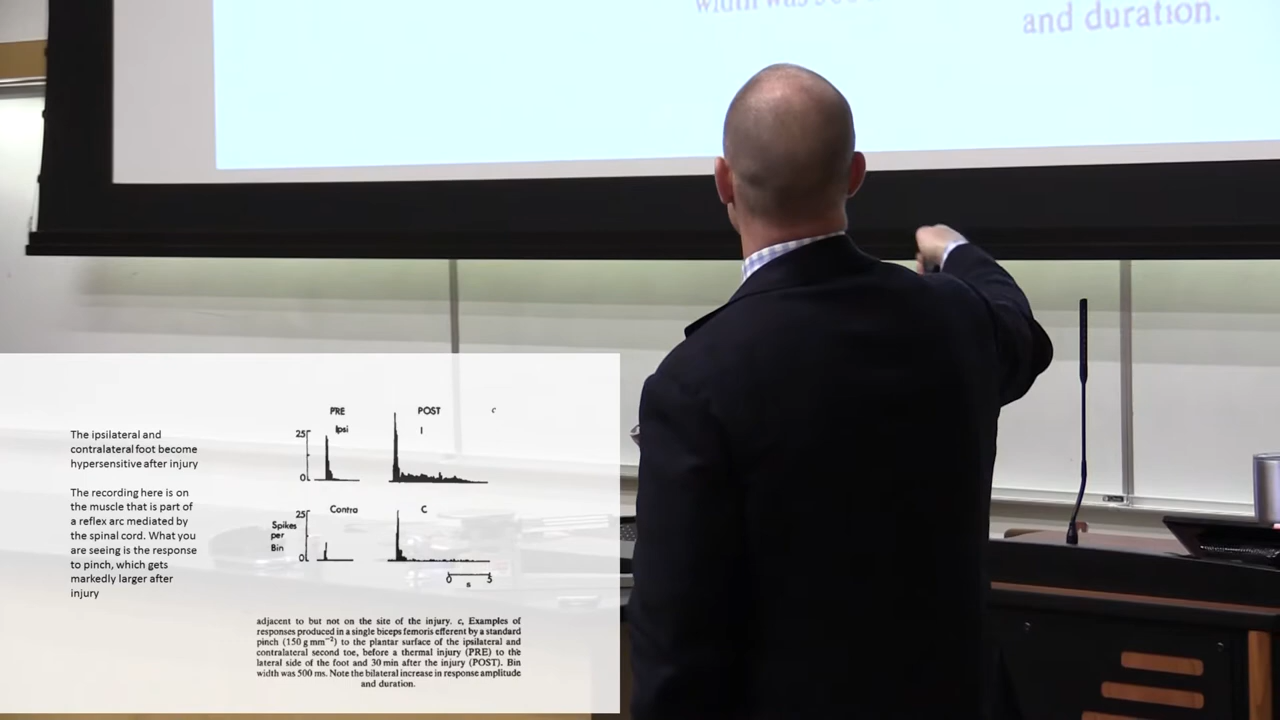 and duration.
The ipsilateral and
contralateral foot become
hypersensitive after injury
The recording here is on
the muscle that is part of
a reflex arc mediated by
the spinal cord. What you
are seeing is the response
to pinch, which gets
markedly larger after
injury
PRE POST c
25 Ipsi I
0
25 Contra C
Spikes
per
Bin
0
0 5
s
adjacent to but not on the site of the injury. c, Examples of
responses produced in a single biceps femoris efferent by a standard
pinch (150 g mm⁻²) to the plantar surface of the ipsilateral and
contralateral second toe, before a thermal injury (PRE) to the
lateral side of the foot and 30 min after the injury (POST). Bin
width was 500 ms. Note the bilateral increase in response amplitude
and duration.